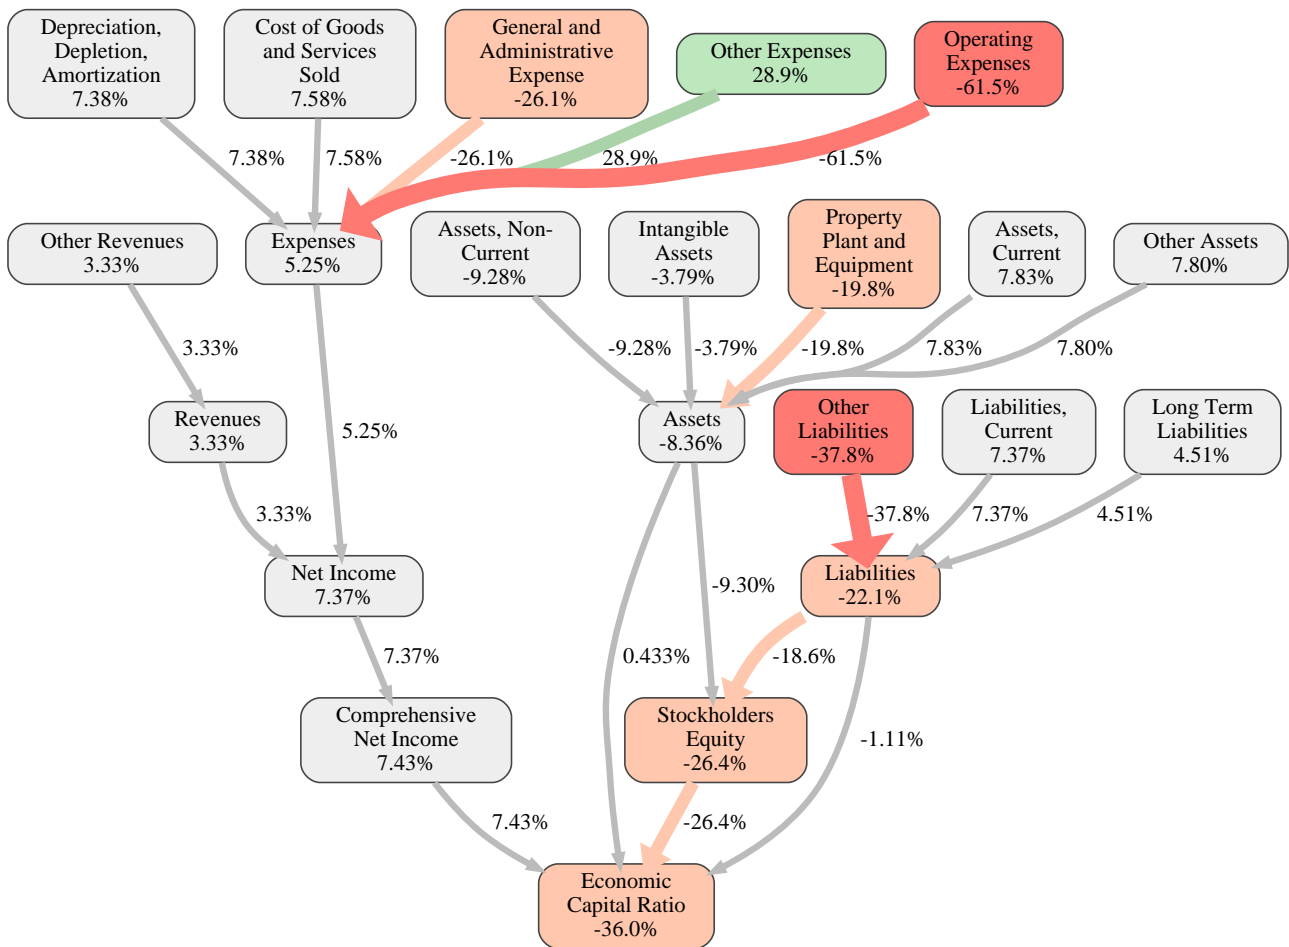 Depreciation,
Depletion,
Amortization
7.38%
Cost of Goods
and Services
Sold
7.58%
General and
Administrative
Expense
-26.1%
Other Expenses
28.9%
Operating
Expenses
-61.5%
7.38%
7.58%
-26.1%
28.9%
-61.5%
Other Revenues
3.33%
Expenses
5.25%
Assets, Non-
Current
-9.28%
Intangible
Assets
-3.79%
Property
Plant and
Equipment
-19.8%
Assets,
Current
7.83%
Other Assets
7.80%
3.33%
-9.28%
-3.79%
-19.8%
7.83%
7.80%
Revenues
3.33%
5.25%
Assets
-8.36%
Other
Liabilities
-37.8%
Liabilities,
Current
7.37%
Long Term
Liabilities
4.51%
3.33%
-37.8%
7.37%
4.51%
Net Income
7.37%
-9.30%
Liabilities
-22.1%
7.37%
0.433%
-18.6%
Comprehensive
Net Income
7.43%
Stockholders
Equity
-26.4%
-1.11%
7.43%
-26.4%
Economic
Capital Ratio
-36.0%